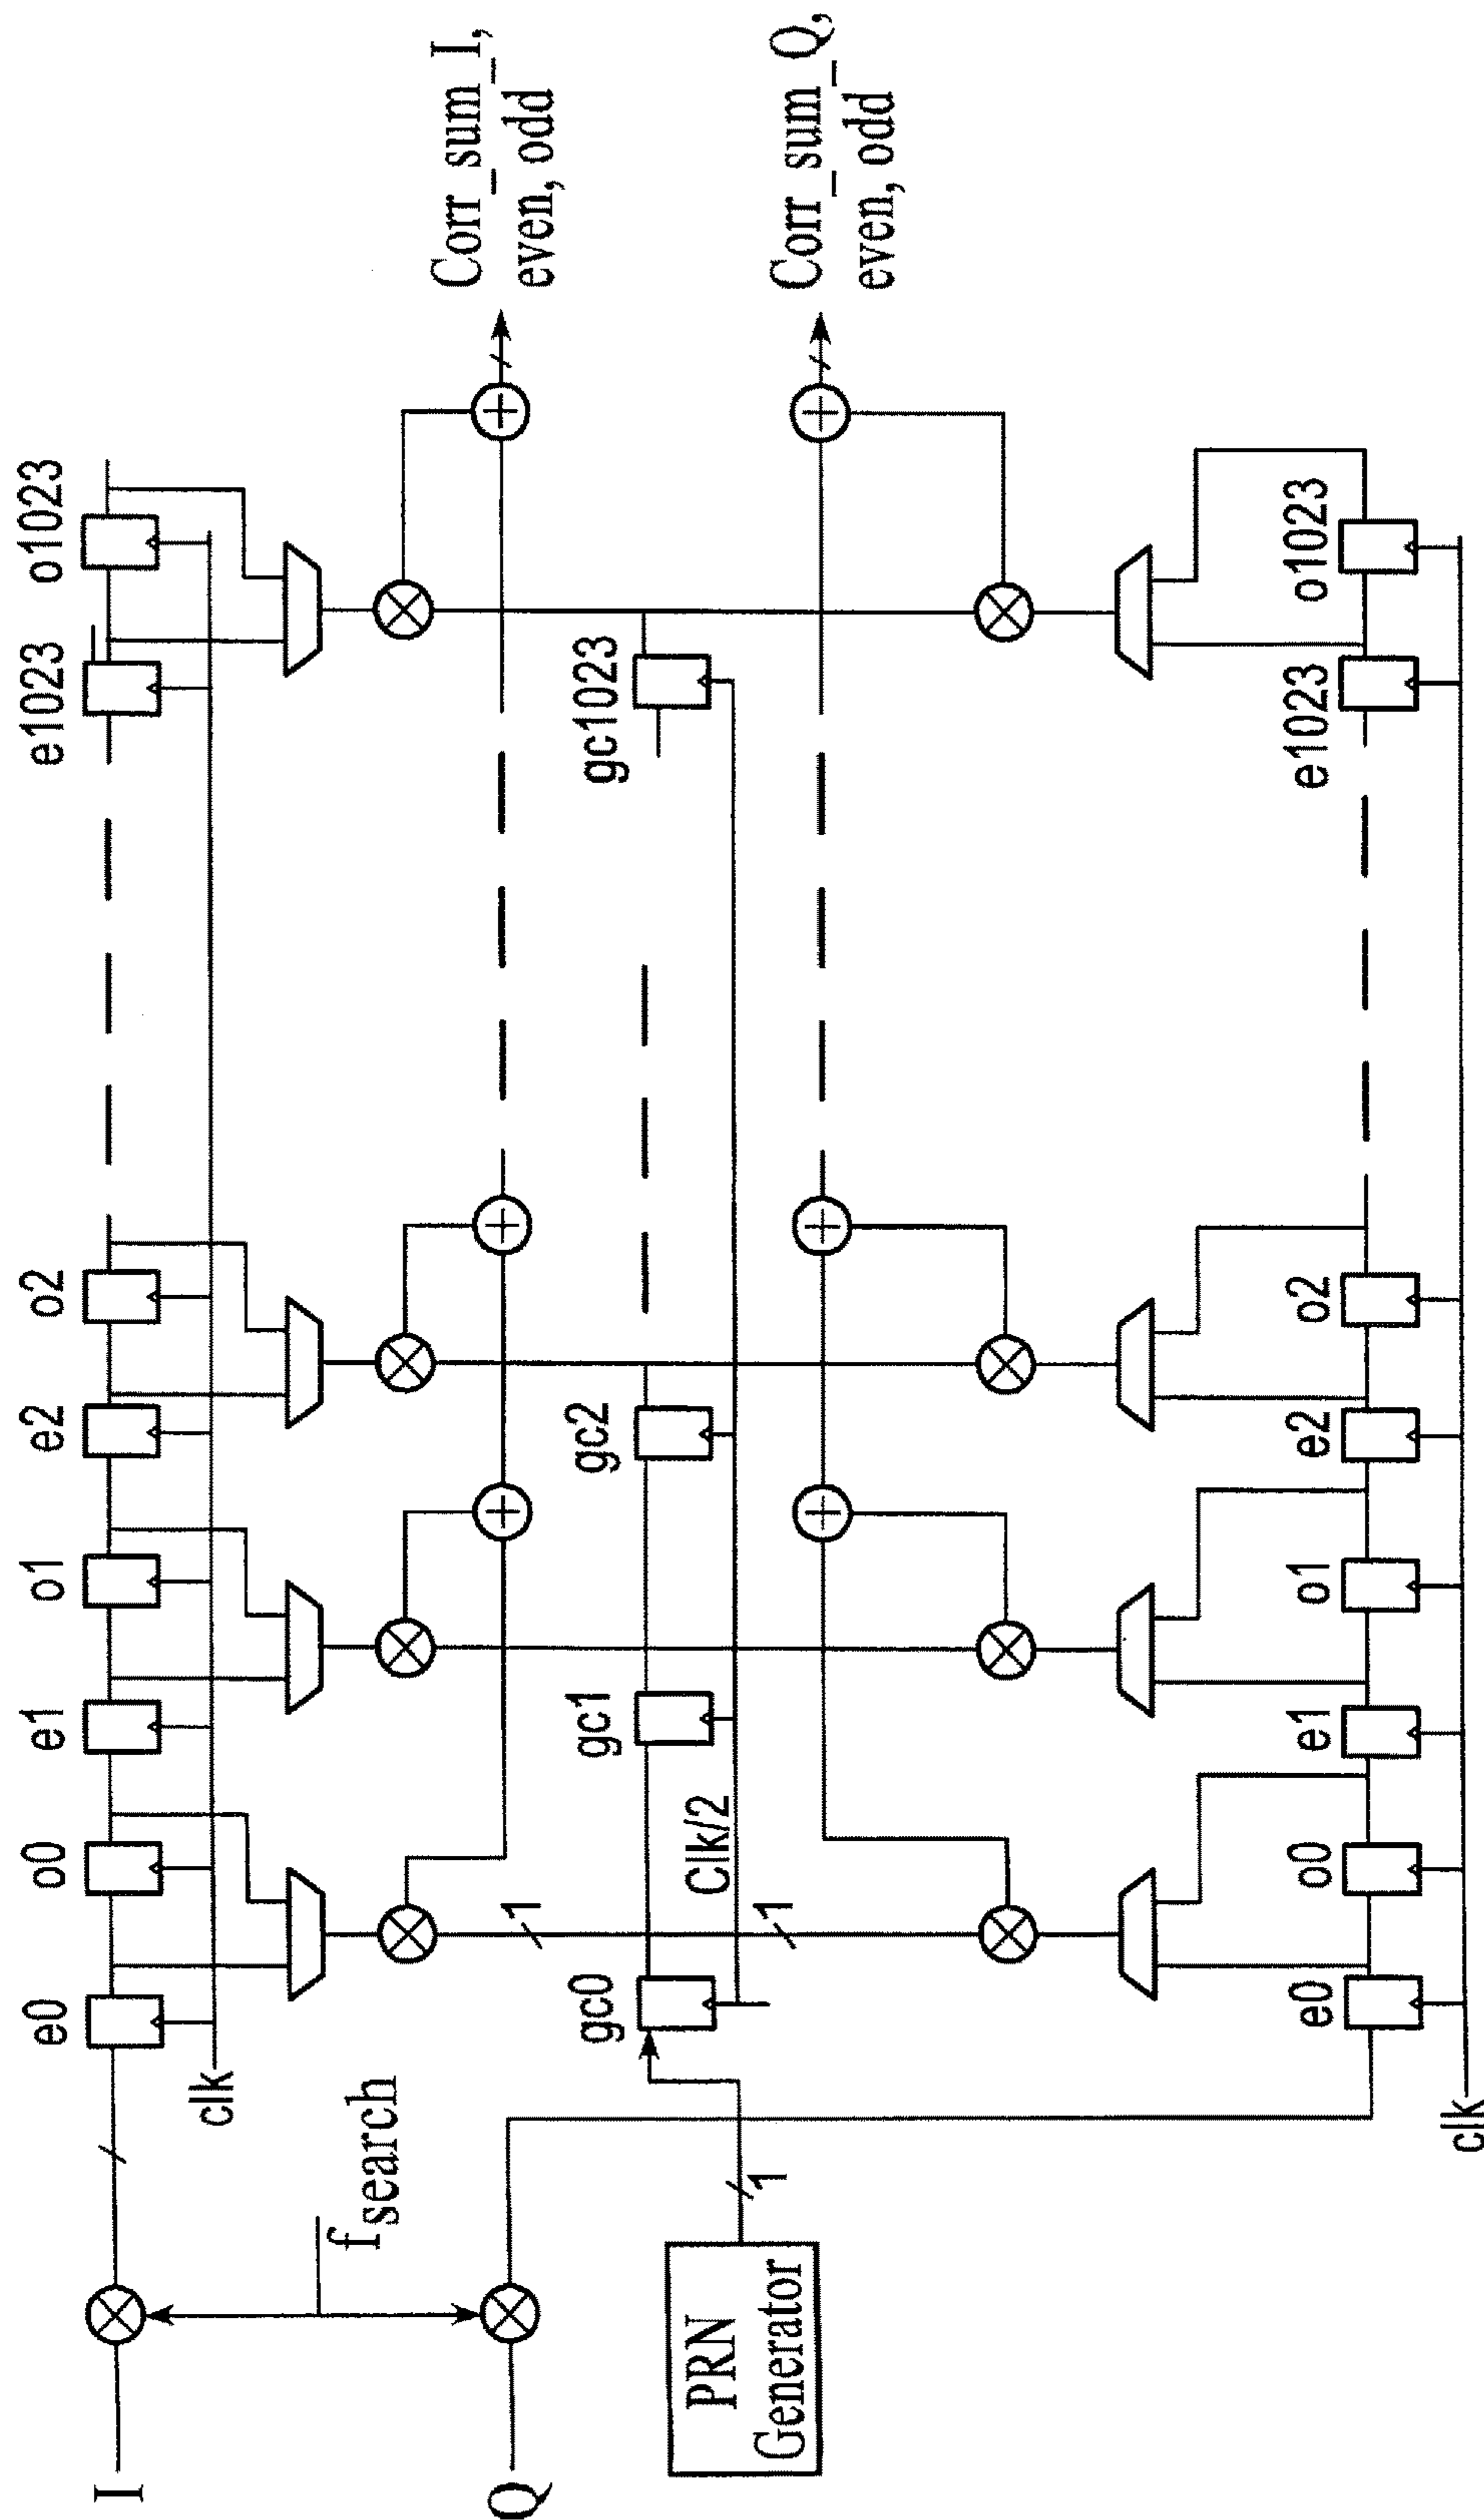 e0
o0
e1
o1
e2
o2
e1023
o1023
clk
I
f search
Corr_sum_I,
even, odd
Q
gc0
gc1
gc2
gc1023
1
Clk/2
1
Corr_sum_Q,
even, odd
PRN
Generator
1
e0
o0
e1
o1
e2
o2
e1023
o1023
clk